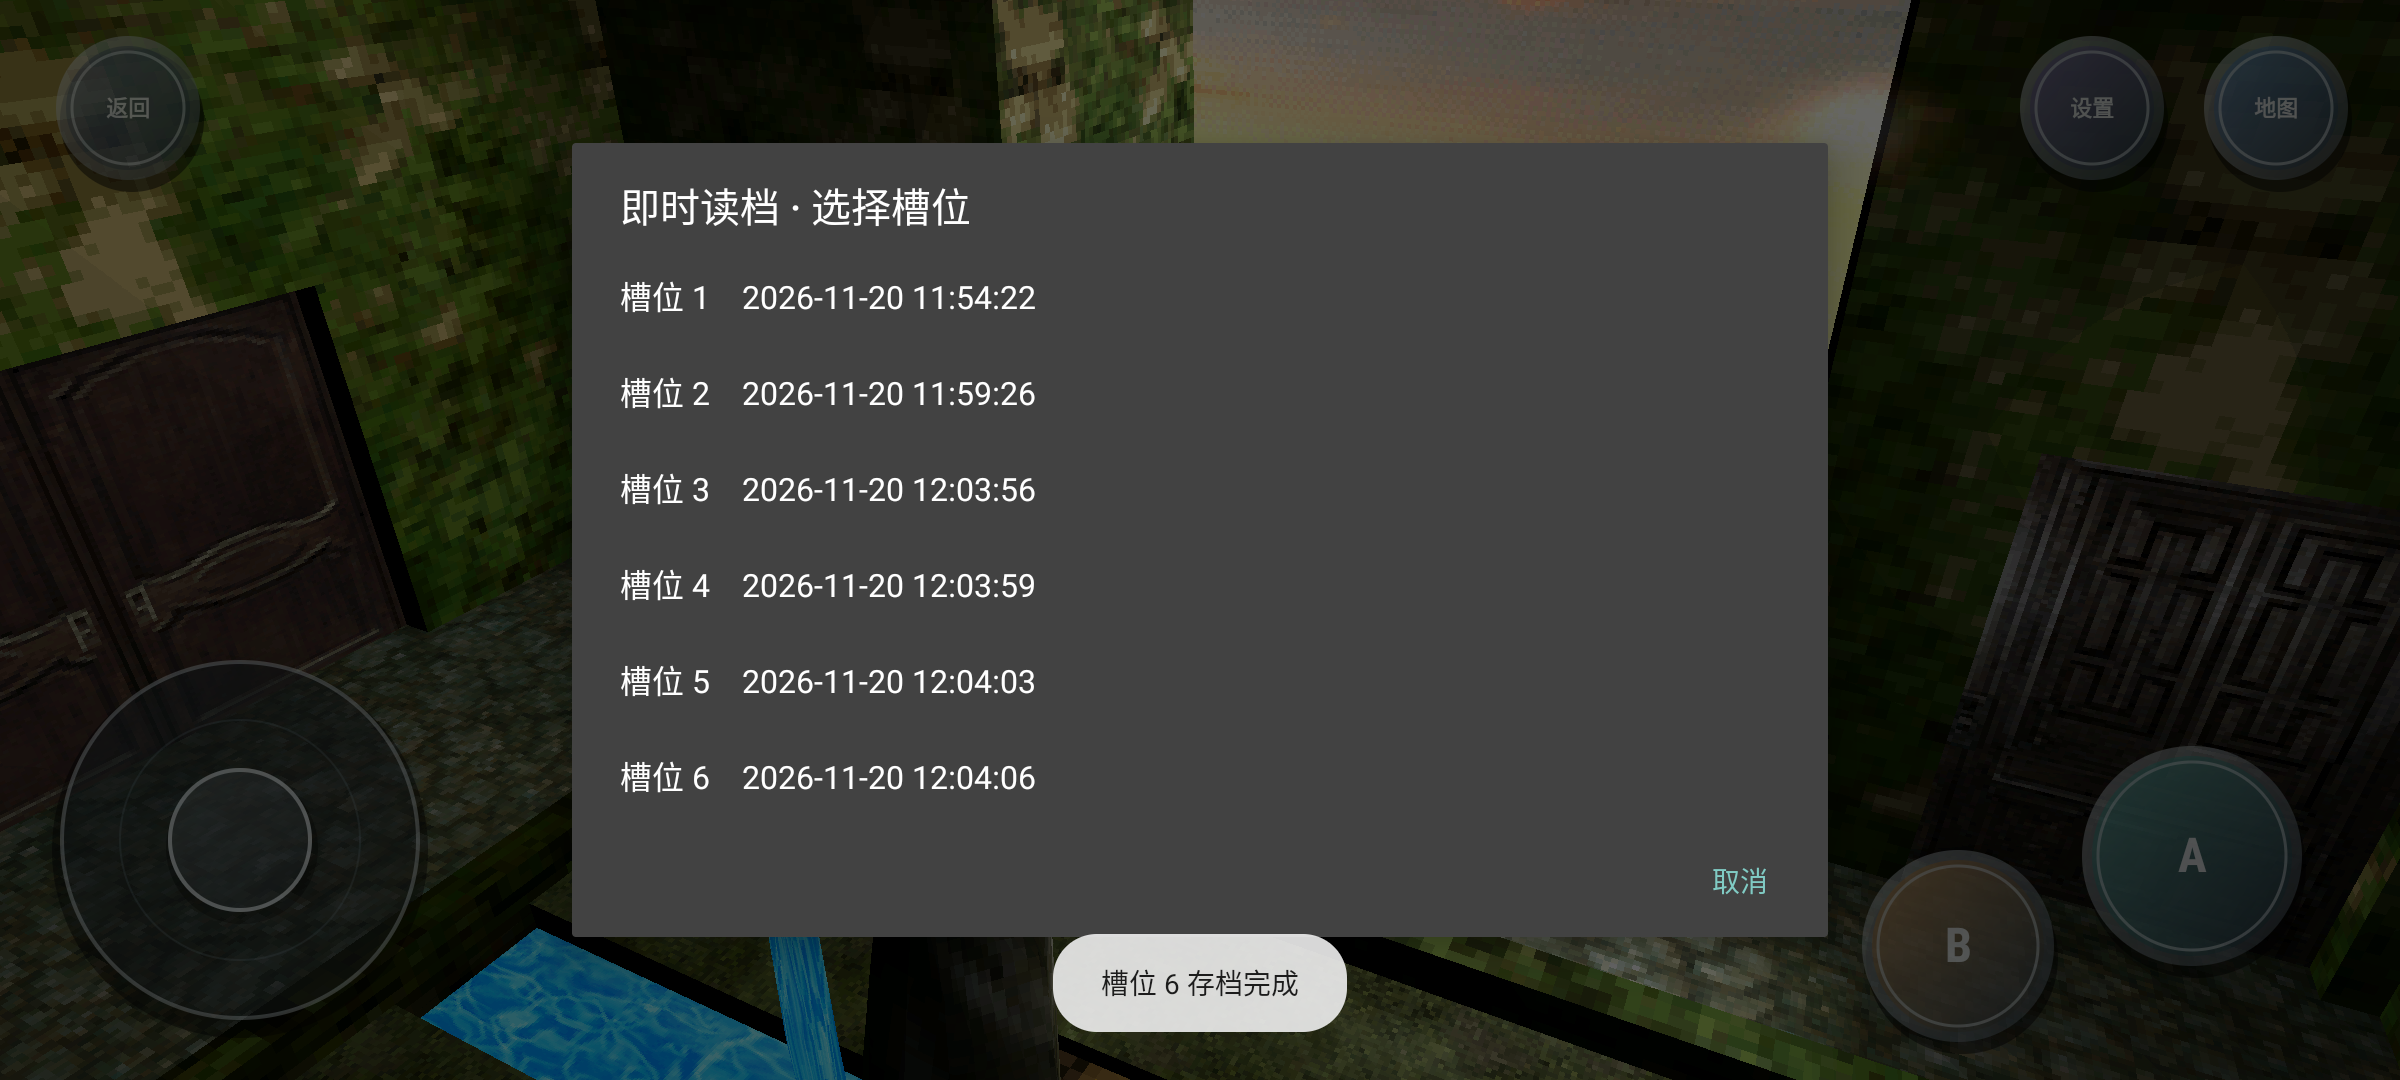 返回
设置
地图
即时读档 · 选择槽位
槽位 1 2026-11-20 11:54:22
槽位 2 2026-11-20 11:59:26
槽位 3 2026-11-20 12:03:56
槽位 4 2026-11-20 12:03:59
槽位 5 2026-11-20 12:04:03
槽位 6 2026-11-20 12:04:06
取消
A
B
槽位 6 存档完成